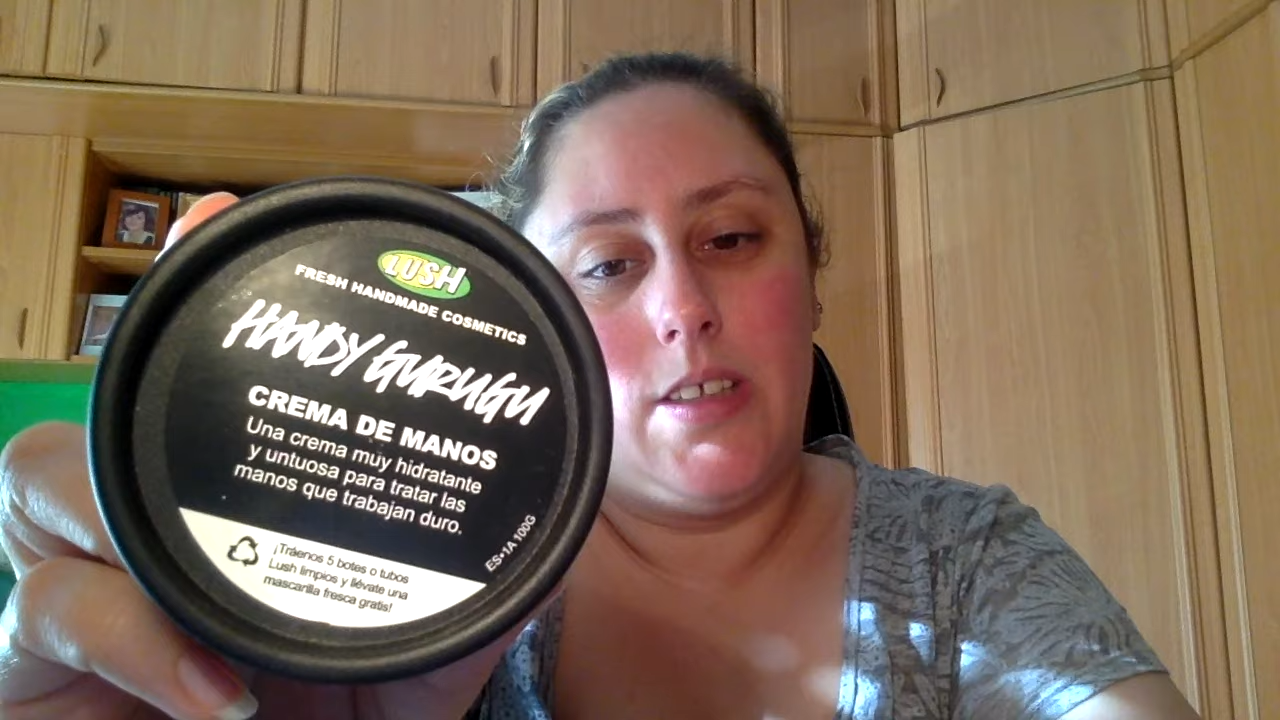 LUSH
FRESH HANDMADE COSMETICS
HANDY GURUGU
CREMA DE MANOS
Una crema muy hidratante
y untuosa para tratar las
manos que trabajan duro.
ES•1A 100G
¡Tráenos 5 botes o tubos
Lush limpios y llévate una
mascarilla fresca gratis!